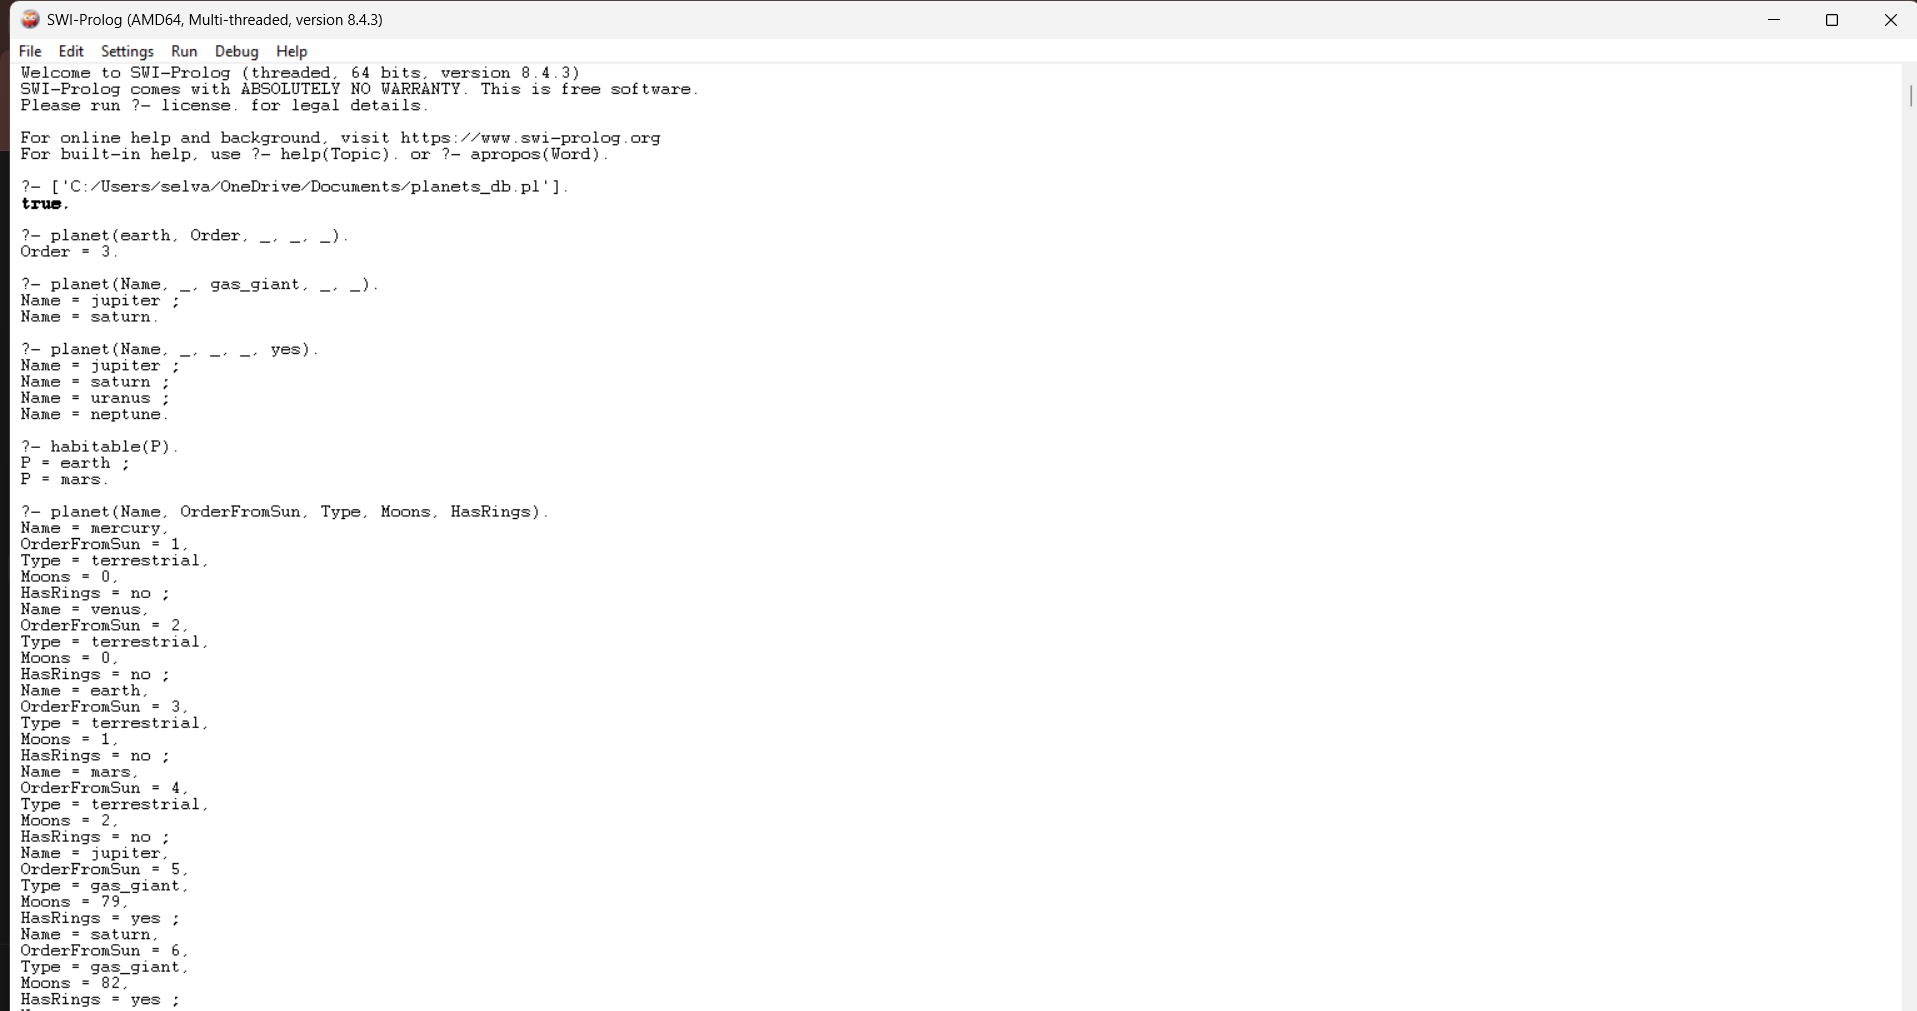 SWI-Prolog (AMD64, Multi-threaded, version 8.4.3)
File Edit Settings Run Debug Help
Welcome to SWI-Prolog (threaded, 64 bits, version 8.4.3)
SWI-Prolog comes with ABSOLUTELY NO WARRANTY. This is free software.
Please run ?- license. for legal details.
For online help and background, visit https://www.swi-prolog.org
For built-in help, use ?- help(Topic). or ?- apropos(Word).
?- ['C:/Users/selva/OneDrive/Documents/planets_db.pl'].
true.
?- planet(earth, Order, _, _, _).
Order = 3.
?- planet(Name, _, gas_giant, _, _).
Name = jupiter ;
Name = saturn.
?- planet(Name, _, _, _, yes).
Name = jupiter ;
Name = saturn ;
Name = uranus ;
Name = neptune.
?- habitable(P).
P = earth ;
P = mars.
?- planet(Name, OrderFromSun, Type, Moons, HasRings).
Name = mercury,
OrderFromSun = 1,
Type = terrestrial,
Moons = 0,
HasRings = no ;
Name = venus,
OrderFromSun = 2,
Type = terrestrial,
Moons = 0,
HasRings = no ;
Name = earth,
OrderFromSun = 3,
Type = terrestrial,
Moons = 1,
HasRings = no ;
Name = mars,
OrderFromSun = 4,
Type = terrestrial,
Moons = 2,
HasRings = no ;
Name = jupiter,
OrderFromSun = 5,
Type = gas_giant,
Moons = 79,
HasRings = yes ;
Name = saturn,
OrderFromSun = 6,
Type = gas_giant,
Moons = 82,
HasRings = yes ;